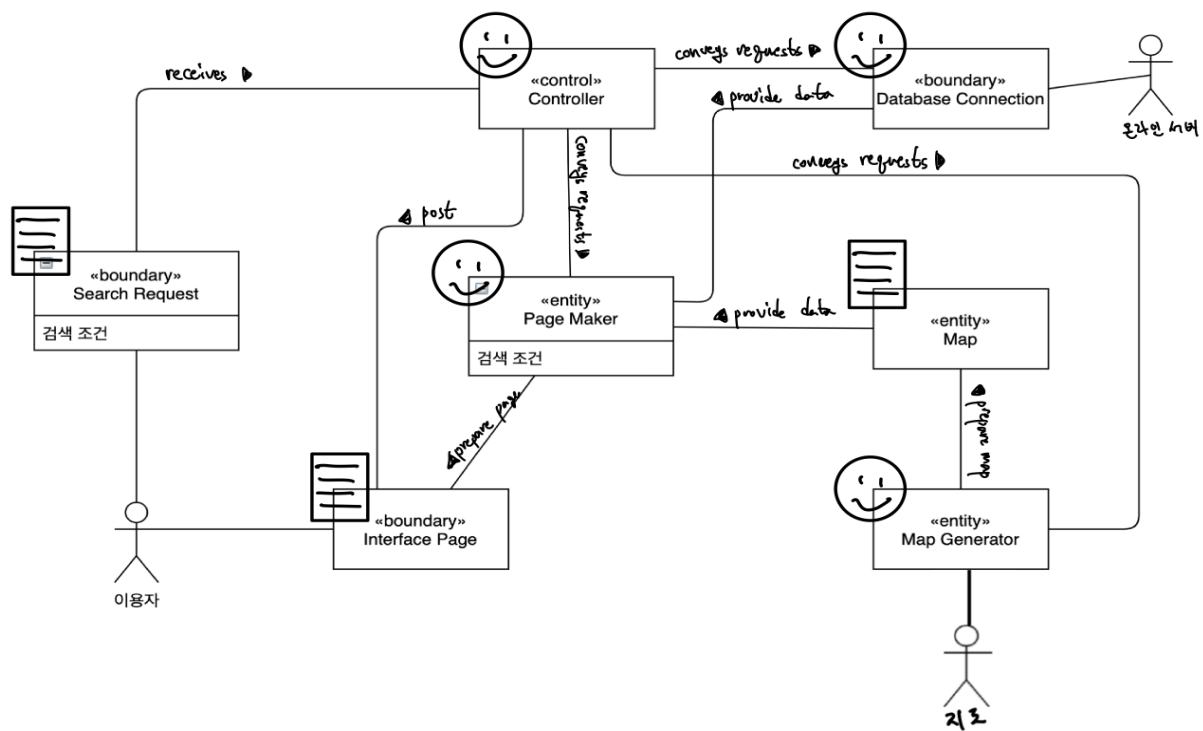 conveys requests ▶
receives ▶
«control»
Controller
«boundary»
Database Connection
◀ provide data
온라인 서버
conveys requests ▶
conveys requests ▶
◀ post
«boundary»
Search Request
검색 조건
«entity»
Page Maker
검색 조건
◀ provide data
«entity»
Map
◀ prepare page
prepare map ▶
«boundary»
Interface Page
«entity»
Map Generator
이용자
지도